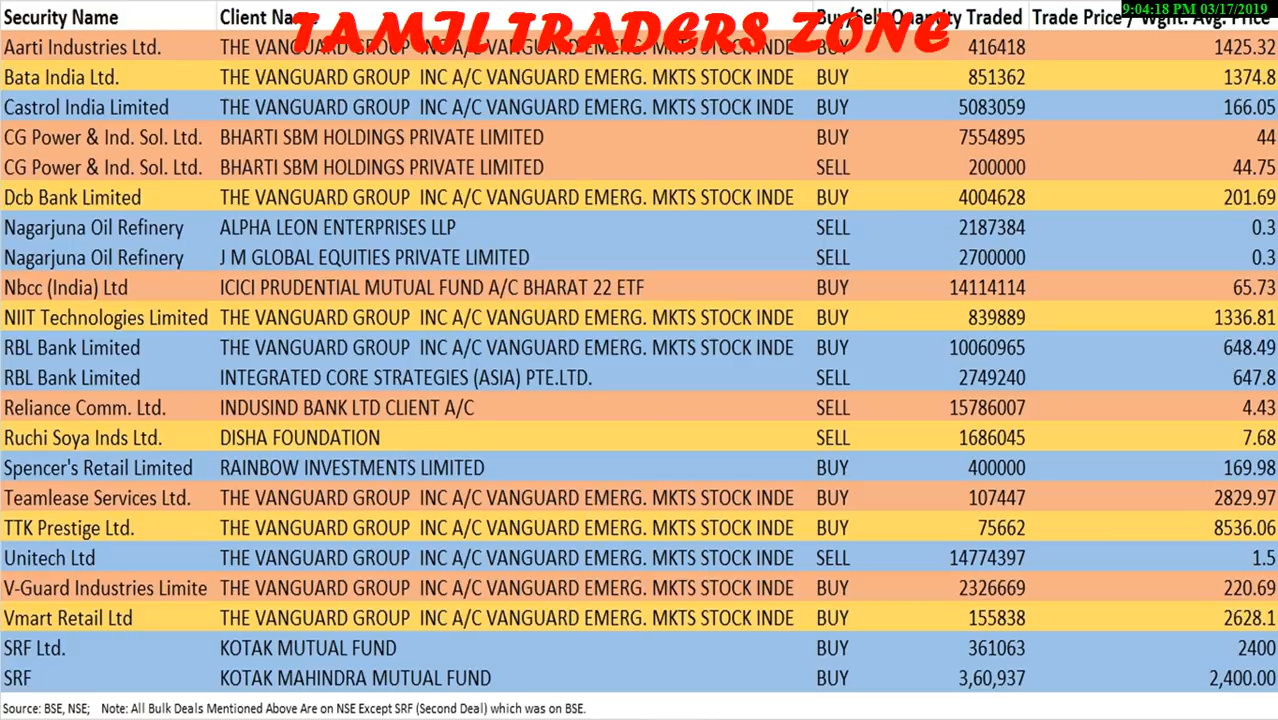 TAMIL TRADERS ZONE
9:04:18 PM 03/17/2019
Security Name Client Name Buy/Sell Quantity Traded Trade Price / Wght. Avg. Price
Aarti Industries Ltd. THE VANGUARD GROUP INC A/C VANGUARD EMERG. MKTS STOCK INDE BUY 416418 1425.32
Bata India Ltd. THE VANGUARD GROUP INC A/C VANGUARD EMERG. MKTS STOCK INDE BUY 851362 1374.8
Castrol India Limited THE VANGUARD GROUP INC A/C VANGUARD EMERG. MKTS STOCK INDE BUY 5083059 166.05
CG Power & Ind. Sol. Ltd. BHARTI SBM HOLDINGS PRIVATE LIMITED BUY 7554895 44
CG Power & Ind. Sol. Ltd. BHARTI SBM HOLDINGS PRIVATE LIMITED SELL 200000 44.75
Dcb Bank Limited THE VANGUARD GROUP INC A/C VANGUARD EMERG. MKTS STOCK INDE BUY 4004628 201.69
Nagarjuna Oil Refinery ALPHA LEON ENTERPRISES LLP SELL 2187384 0.3
Nagarjuna Oil Refinery J M GLOBAL EQUITIES PRIVATE LIMITED SELL 2700000 0.3
Nbcc (India) Ltd ICICI PRUDENTIAL MUTUAL FUND A/C BHARAT 22 ETF BUY 14114114 65.73
NIIT Technologies Limited THE VANGUARD GROUP INC A/C VANGUARD EMERG. MKTS STOCK INDE BUY 839889 1336.81
RBL Bank Limited THE VANGUARD GROUP INC A/C VANGUARD EMERG. MKTS STOCK INDE BUY 10060965 648.49
RBL Bank Limited INTEGRATED CORE STRATEGIES (ASIA) PTE.LTD. SELL 2749240 647.8
Reliance Comm. Ltd. INDUSIND BANK LTD CLIENT A/C SELL 15786007 4.43
Ruchi Soya Inds Ltd. DISHA FOUNDATION SELL 1686045 7.68
Spencer's Retail Limited RAINBOW INVESTMENTS LIMITED BUY 400000 169.98
Teamlease Services Ltd. THE VANGUARD GROUP INC A/C VANGUARD EMERG. MKTS STOCK INDE BUY 107447 2829.97
TTK Prestige Ltd. THE VANGUARD GROUP INC A/C VANGUARD EMERG. MKTS STOCK INDE BUY 75662 8536.06
Unitech Ltd THE VANGUARD GROUP INC A/C VANGUARD EMERG. MKTS STOCK INDE SELL 14774397 1.5
V-Guard Industries Limite THE VANGUARD GROUP INC A/C VANGUARD EMERG. MKTS STOCK INDE BUY 2326669 220.69
Vmart Retail Ltd THE VANGUARD GROUP INC A/C VANGUARD EMERG. MKTS STOCK INDE BUY 155838 2628.1
SRF Ltd. KOTAK MUTUAL FUND BUY 361063 2400
SRF KOTAK MAHINDRA MUTUAL FUND BUY 3,60,937 2,400.00
Source: BSE, NSE; Note: All Bulk Deals Mentioned Above Are on NSE Except SRF (Second Deal) which was on BSE.